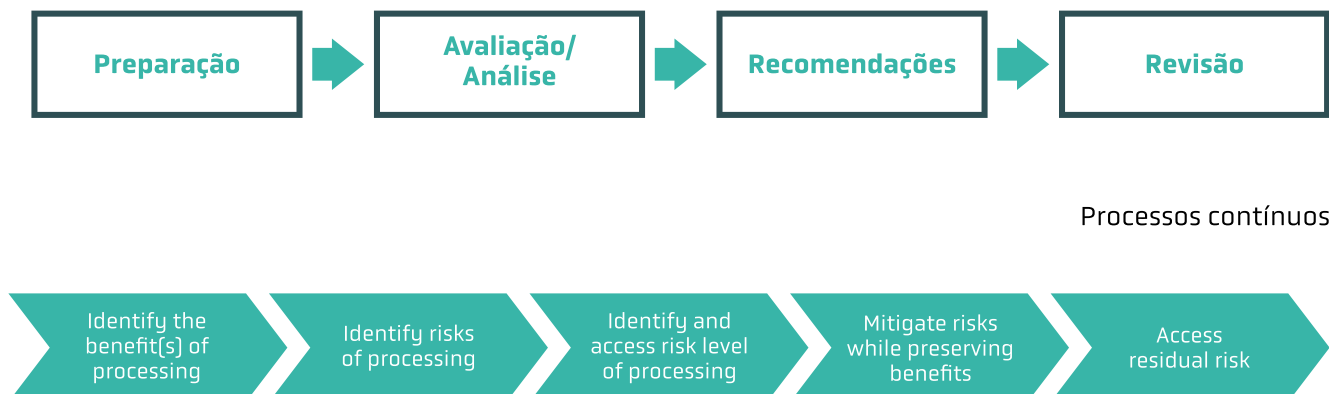 Preparação
Avaliação/
Análise
Recomendações
Revisão
Processos contínuos
Identify the
benefit(s) of
processing
Identify risks
of processing
Identify and
access risk level
of processing
Mitigate risks
while preserving
benefits
Access
residual risk